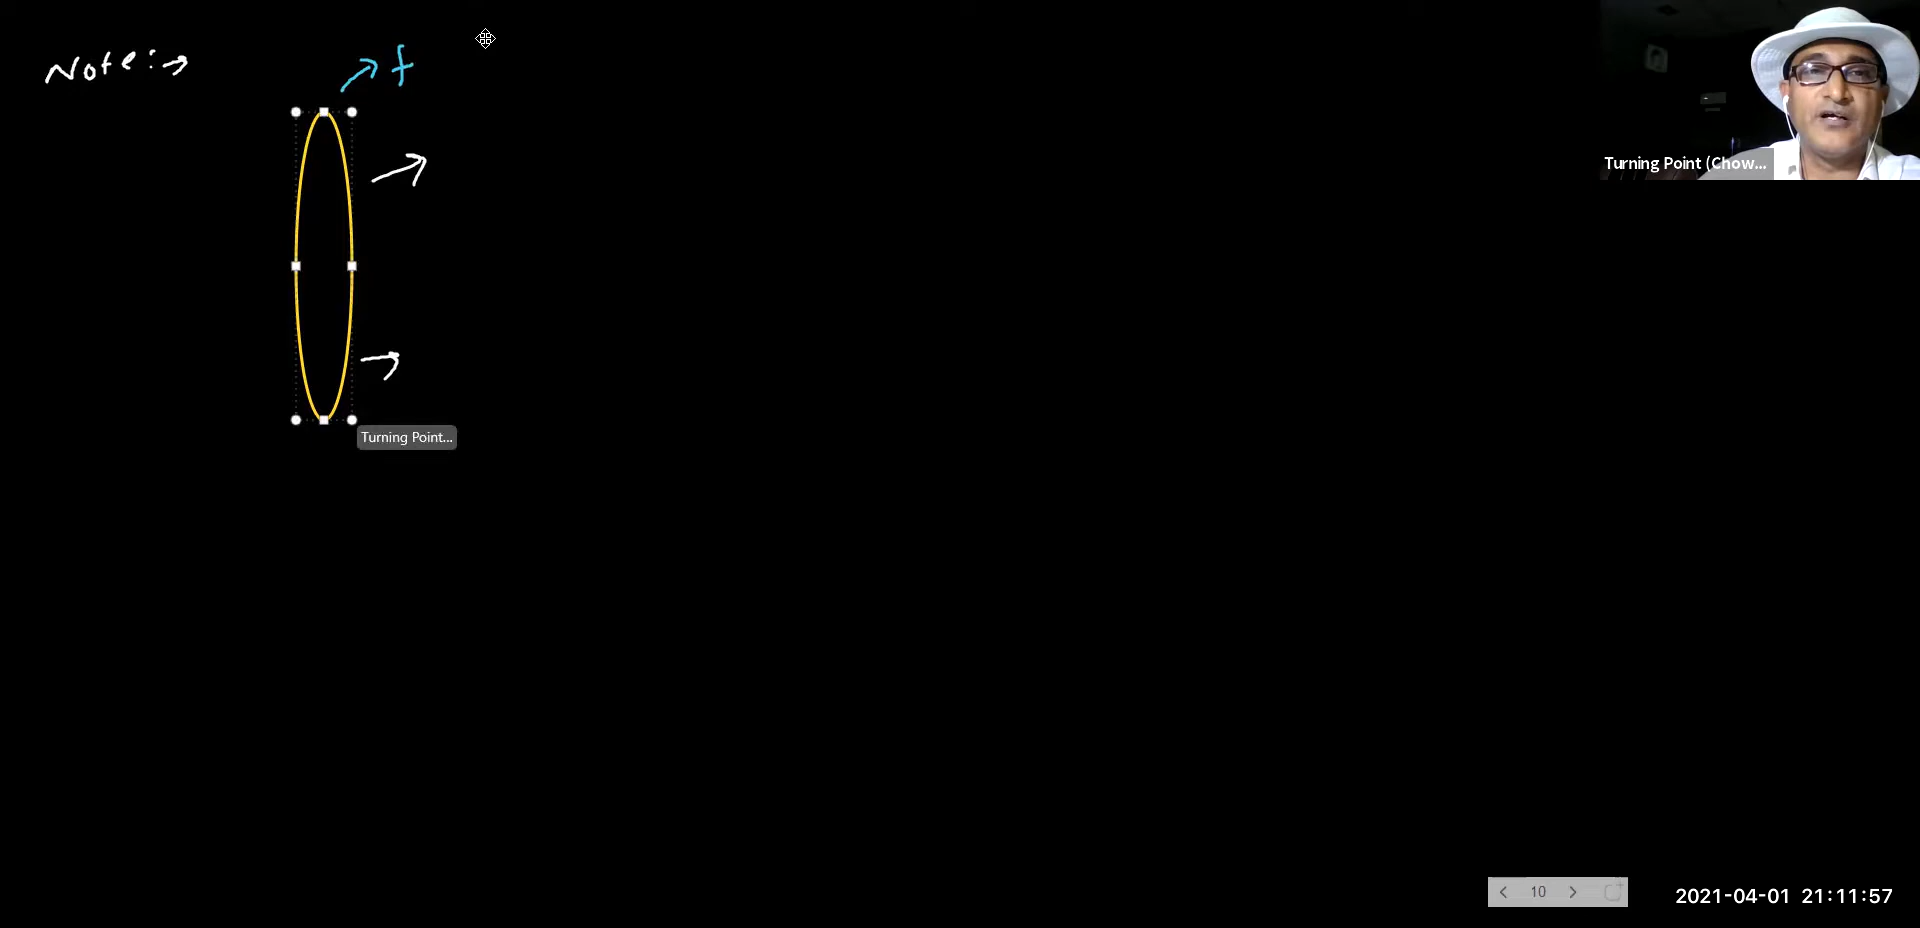 Note :→
→ f
→
→
Turning Point...
Turning Point (Chow...
< 10 >
2021-04-01 21:11:57